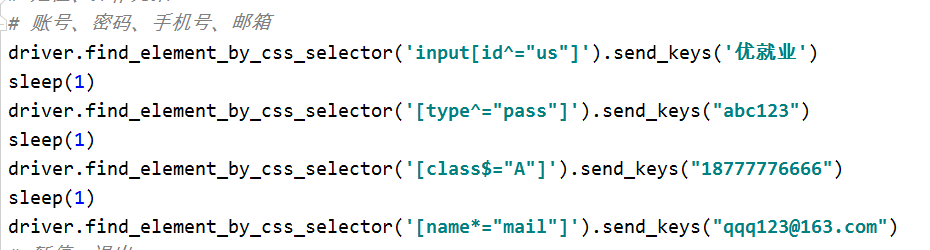 # 账号、密码、手机号、邮箱
driver.find_element_by_css_selector('input[id^="us"]').send_keys('优就业')
sleep(1)
driver.find_element_by_css_selector('[type^="pass"]').send_keys("abc123")
sleep(1)
driver.find_element_by_css_selector('[class$="A"]').send_keys("18777776666")
sleep(1)
driver.find_element_by_css_selector('[name*="mail"]').send_keys("qqq123@163.com")